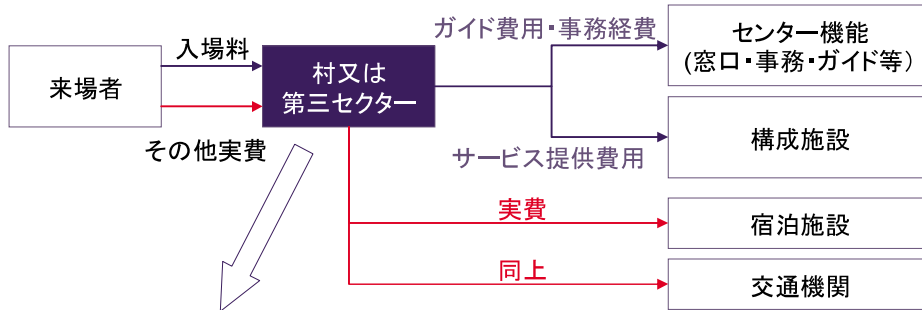 来場者
入場料
その他実費
村又は
第三セクター
ガイド費用・事務経費
サービス提供費用
実費
同上
センター機能
(窓口・事務・ガイド等)
構成施設
宿泊施設
交通機関